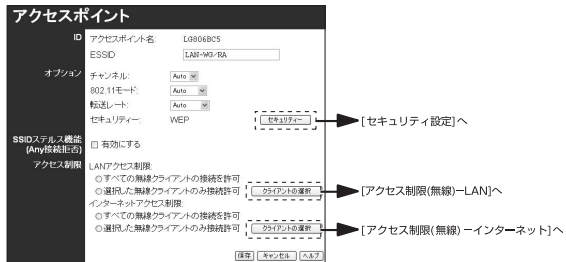 アクセスポイント
ID
アクセスポイント名: LG806BC5
ESSID LAN-WG/RA
オプション
チャンネル: Auto
802.11モード: Auto
転送レート: Auto
セキュリティー: WEP セキュリティー
[セキュリティ設定]へ
SSIDステルス機能
(Any接続拒否)
有効にする
アクセス制限
LANアクセス制限:
すべての無線クライアントの接続を許可
選択した無線クライアントのみ接続許可 クライアントの選択
[アクセス制限(無線)-LAN]へ
インターネットアクセス制限:
すべての無線クライアントの接続を許可
選択した無線クライアントのみ接続許可 クライアントの選択
[アクセス制限(無線)-インターネット]へ
保存 キャンセル ヘルプ